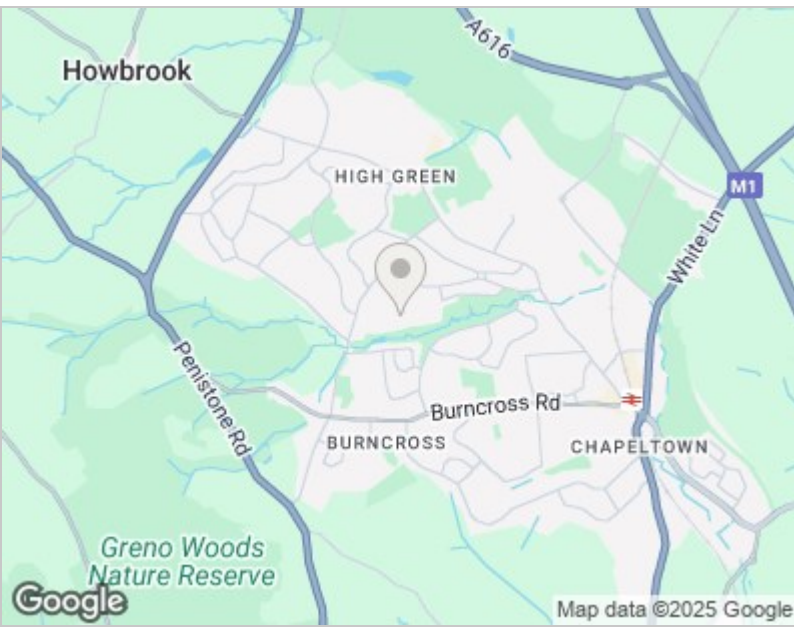 A616
Howbrook
HIGH GREEN
M1
White Ln
Penistone Rd
Burncross Rd
BURNCROSS
CHAPELTOWN
Greno Woods
Nature Reserve
Google
Map data ©2025 Google